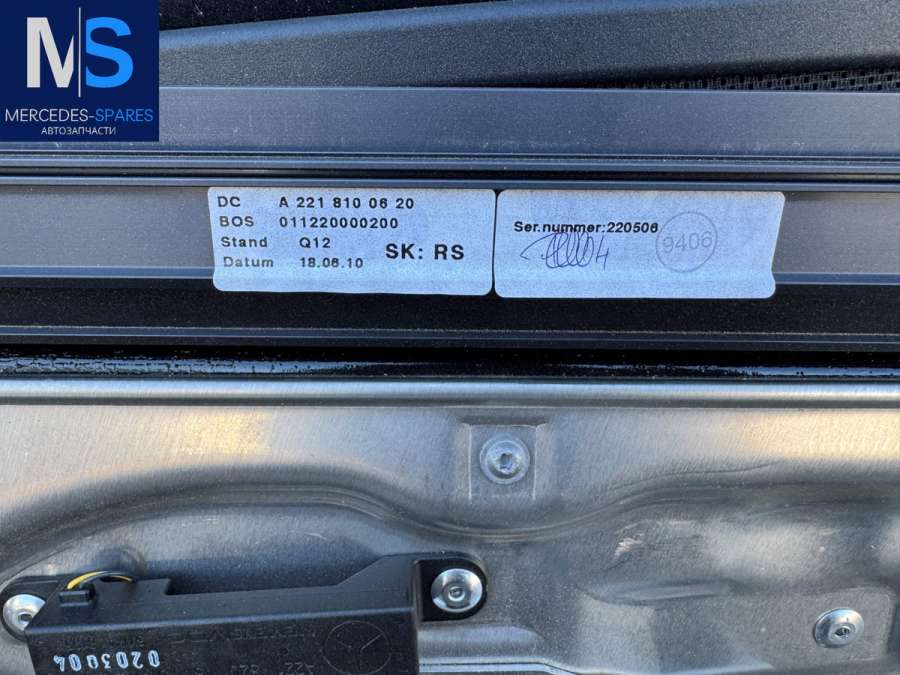 MS
MERCEDES-SPARES
АВТОЗАПЧАСТИ
DC A 221 810 06 20
BOS 011220000200
Stand Q12
SK: RS
Datum 18.06.10
Ser.nummer:220506
9406
0203004